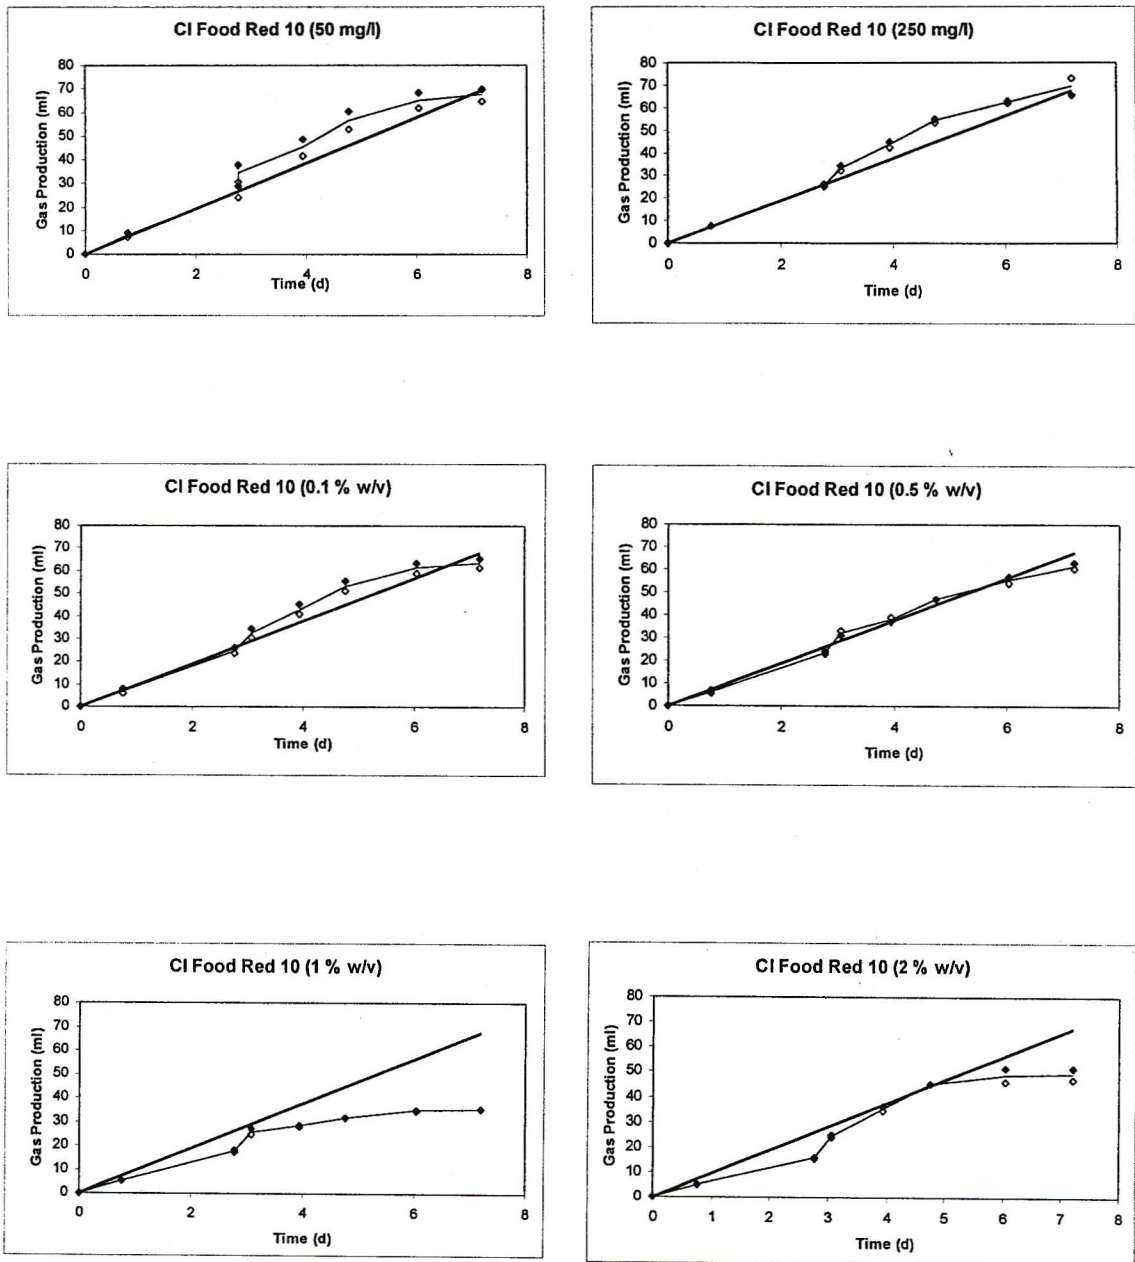 CI Food Red 10 (50 mg/l)
Gas Production (ml)
80
70
60
50
40
30
20
10
0
0 2 4 6 8
Time (d)
CI Food Red 10 (250 mg/l)
Gas Production (ml)
80
70
60
50
40
30
20
10
0
0 2 4 6 8
Time (d)
CI Food Red 10 (0.1 % w/v)
Gas Production (ml)
80
70
60
50
40
30
20
10
0
0 2 4 6 8
Time (d)
CI Food Red 10 (0.5 % w/v)
Gas Production (ml)
80
70
60
50
40
30
20
10
0
0 2 4 6 8
Time (d)
CI Food Red 10 (1 % w/v)
Gas Production (ml)
80
70
60
50
40
30
20
10
0
0 2 4 6 8
Time (d)
CI Food Red 10 (2 % w/v)
Gas Production (ml)
80
70
60
50
40
30
20
10
0
0 1 2 3 4 5 6 7 8
Time (d)